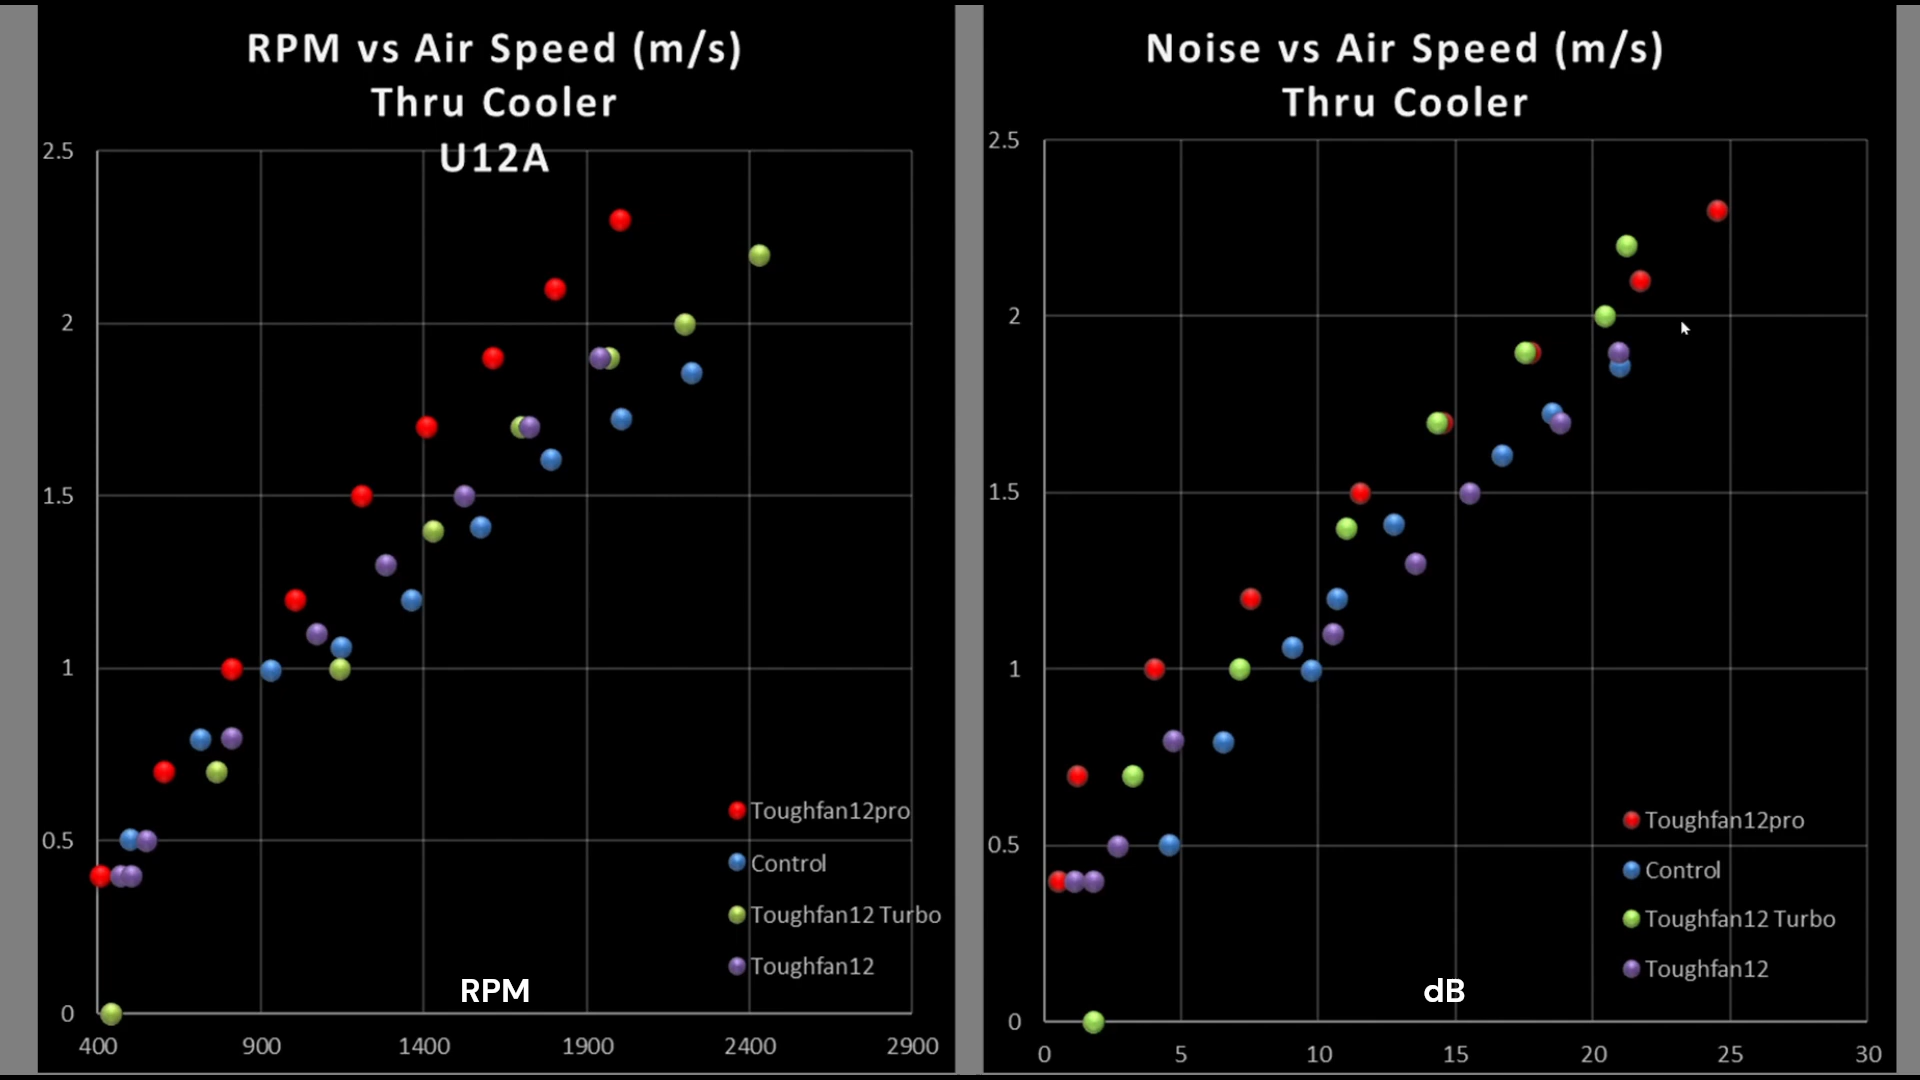 RPM vs Air Speed (m/s)
Thru Cooler
U12A
2.5
2
1.5
1
0.5
0
400 900 1400 1900 2400 2900
RPM
Toughfan12pro
Control
Toughfan12 Turbo
Toughfan12
Noise vs Air Speed (m/s)
Thru Cooler
2.5
2
1.5
1
0.5
0
0 5 10 15 20 25 30
dB
Toughfan12pro
Control
Toughfan12 Turbo
Toughfan12